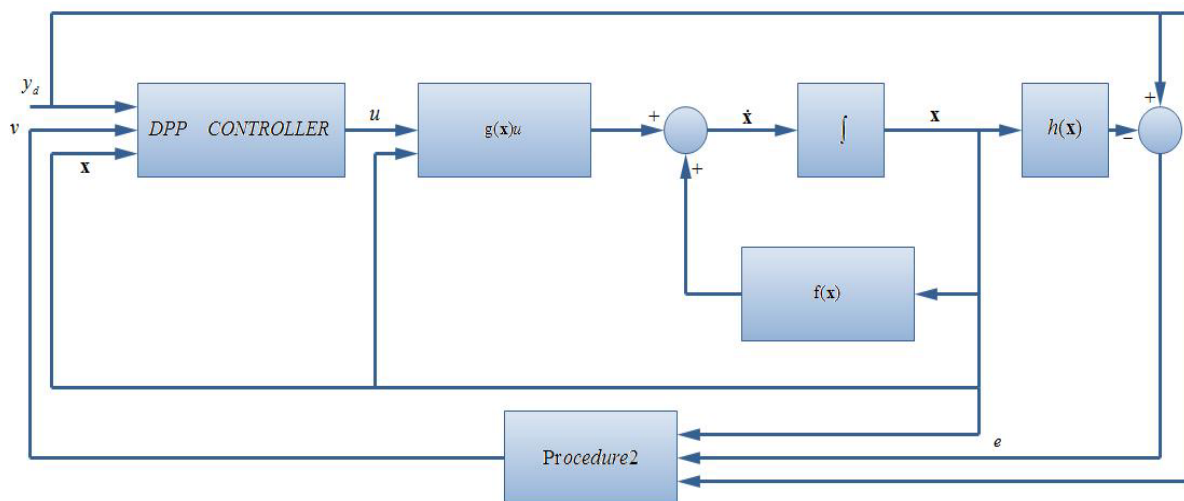 y_d
v
x
DPP CONTROLLER
u
g(x)u
+
+
ẋ
∫
x
h(x)
+
−
f(x)
Procedure2
e